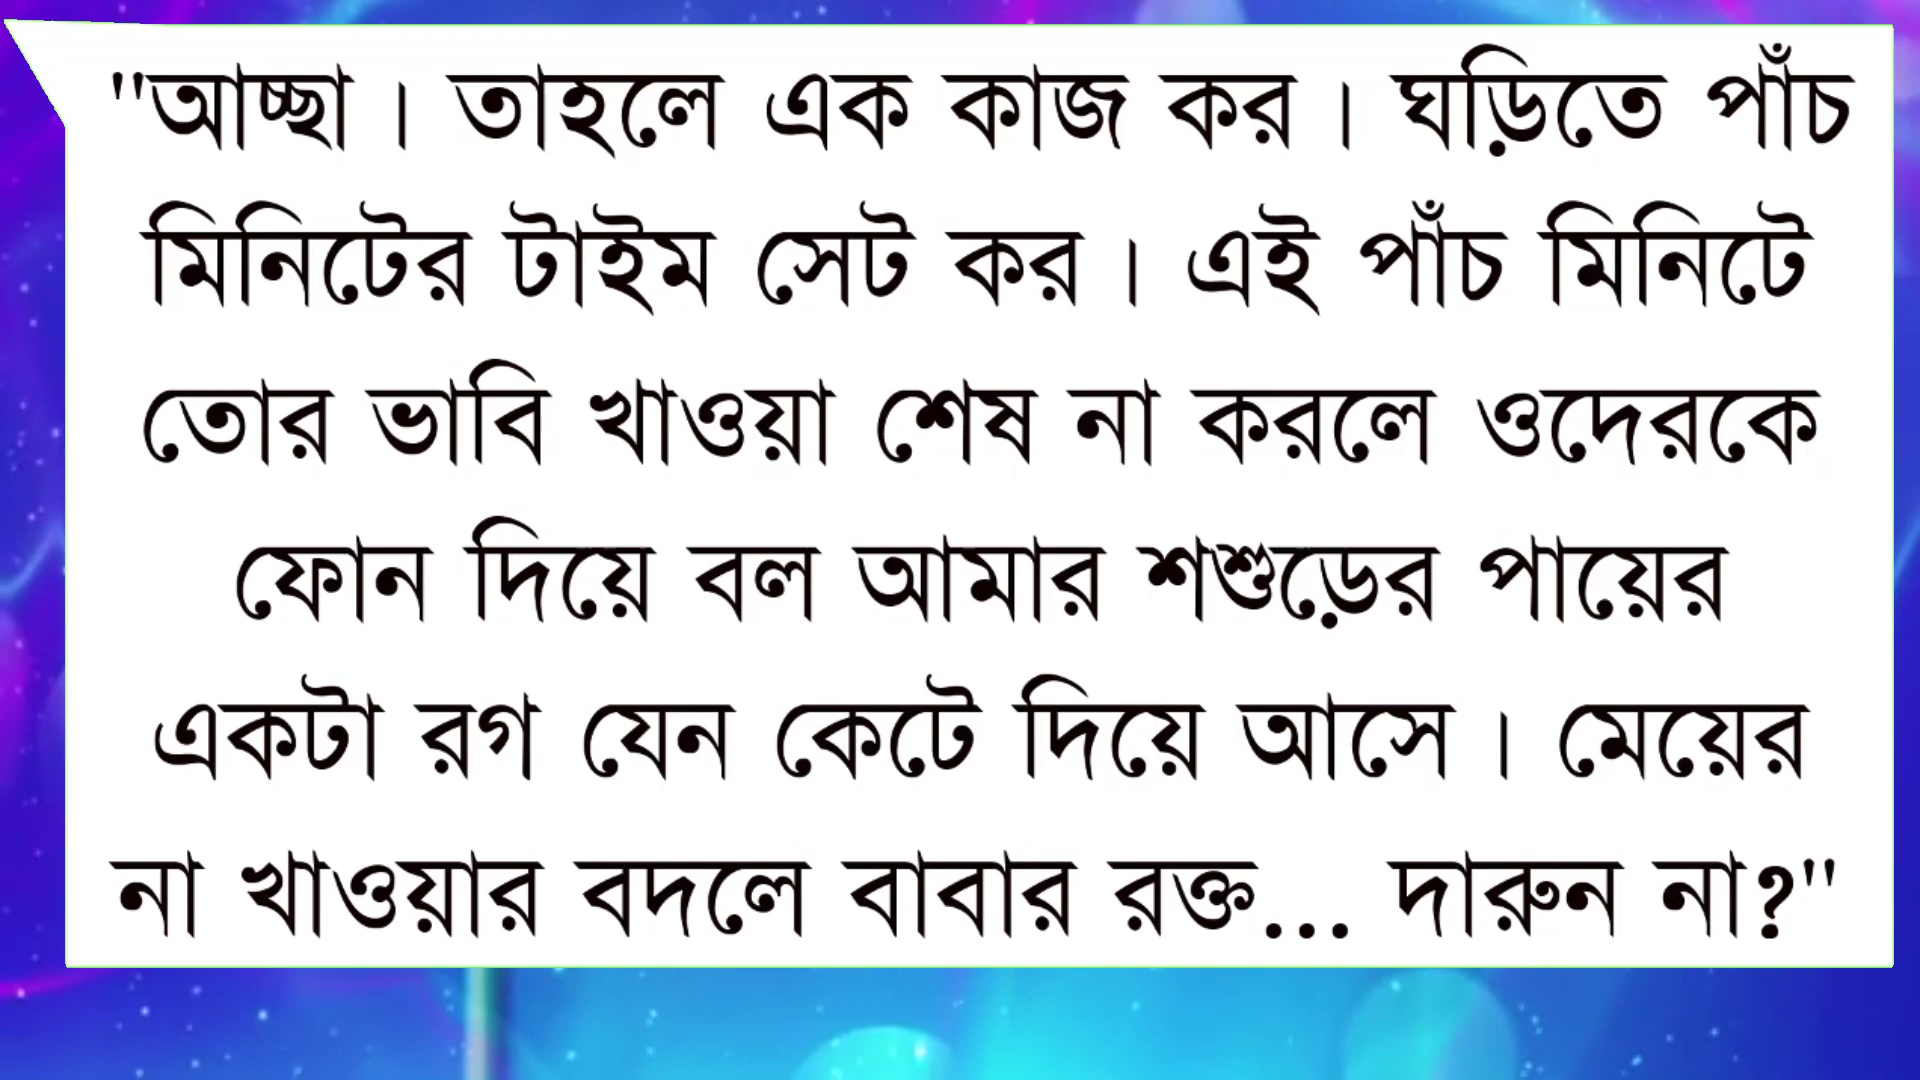 "আচ্ছা। তাহলে এক কাজ কর। ঘড়িতে পাঁচ
মিনিটের টাইম সেট কর। এই পাঁচ মিনিটে
তোর ভাবি খাওয়া শেষ না করলে ওদেরকে
ফোন দিয়ে বল আমার শশুড়ের পায়ের
একটা রগ যেন কেটে দিয়ে আসে। মেয়ের
না খাওয়ার বদলে বাবার রক্ত... দারুন না?"